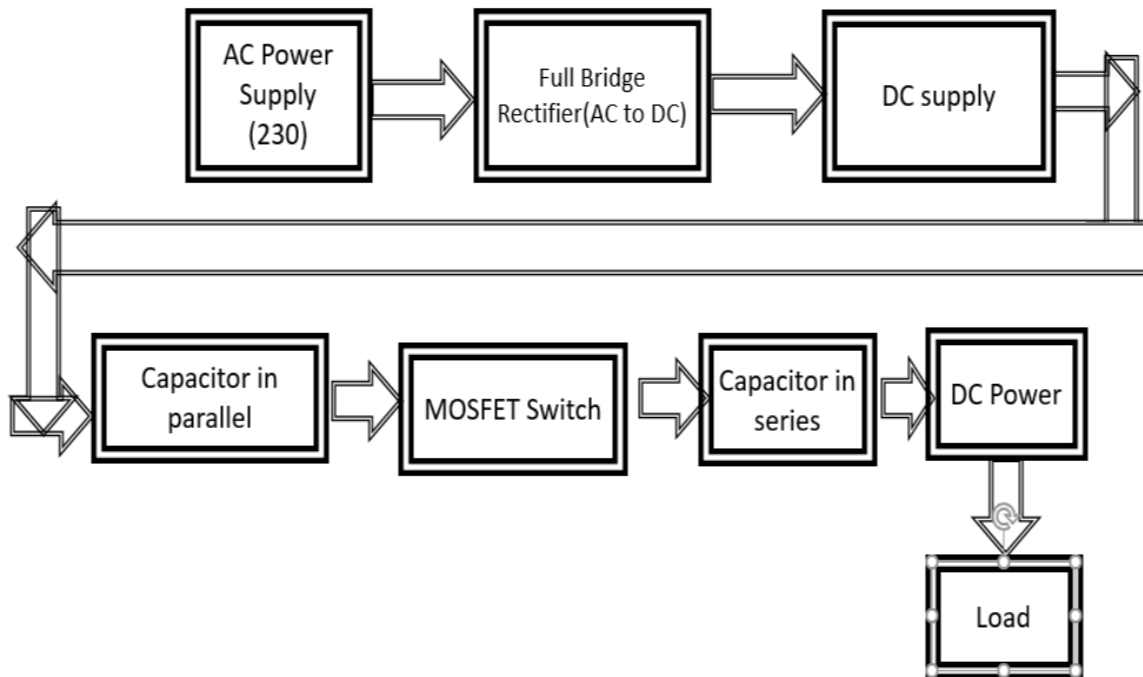 AC Power
Supply
(230)
Full Bridge
Rectifier(AC to DC)
DC supply
Capacitor in
parallel
MOSFET Switch
Capacitor in
series
DC Power
Load